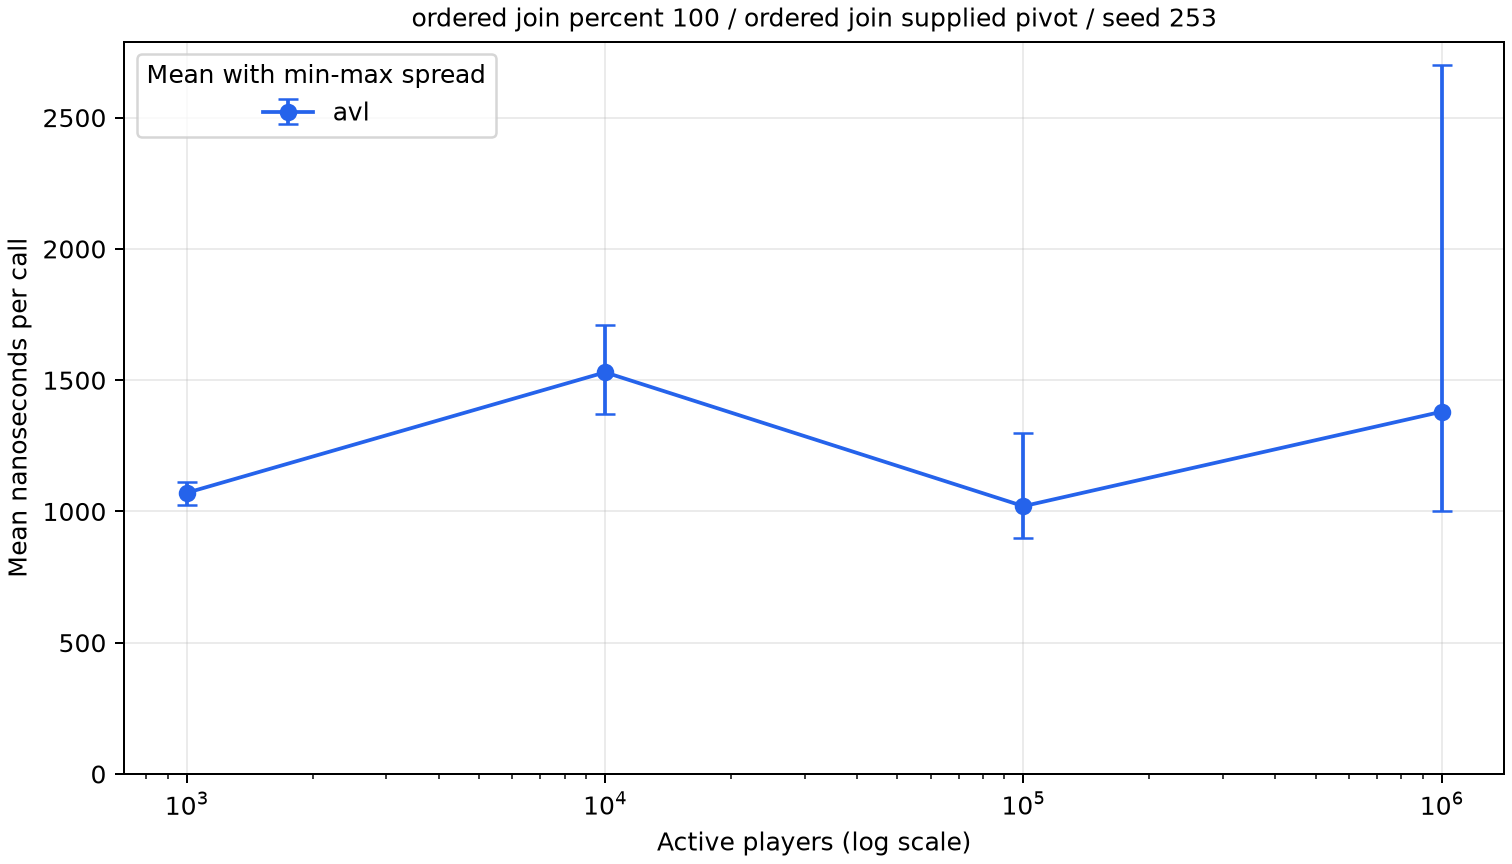 ordered join percent 100 / ordered join supplied pivot / seed 253
Mean with min-max spread
avl
Mean nanoseconds per call
2500
2000
1500
1000
500
0
10³
10⁴
10⁵
10⁶
Active players (log scale)